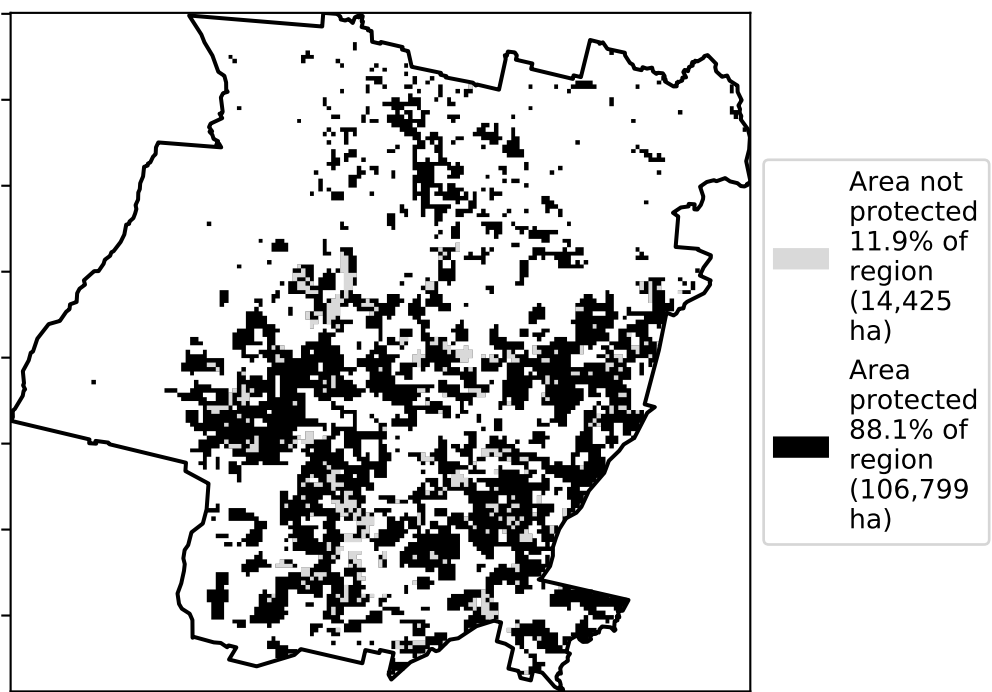 Area not
protected
11.9% of
region
(14,425
ha)
Area
protected
88.1% of
region
(106,799
ha)